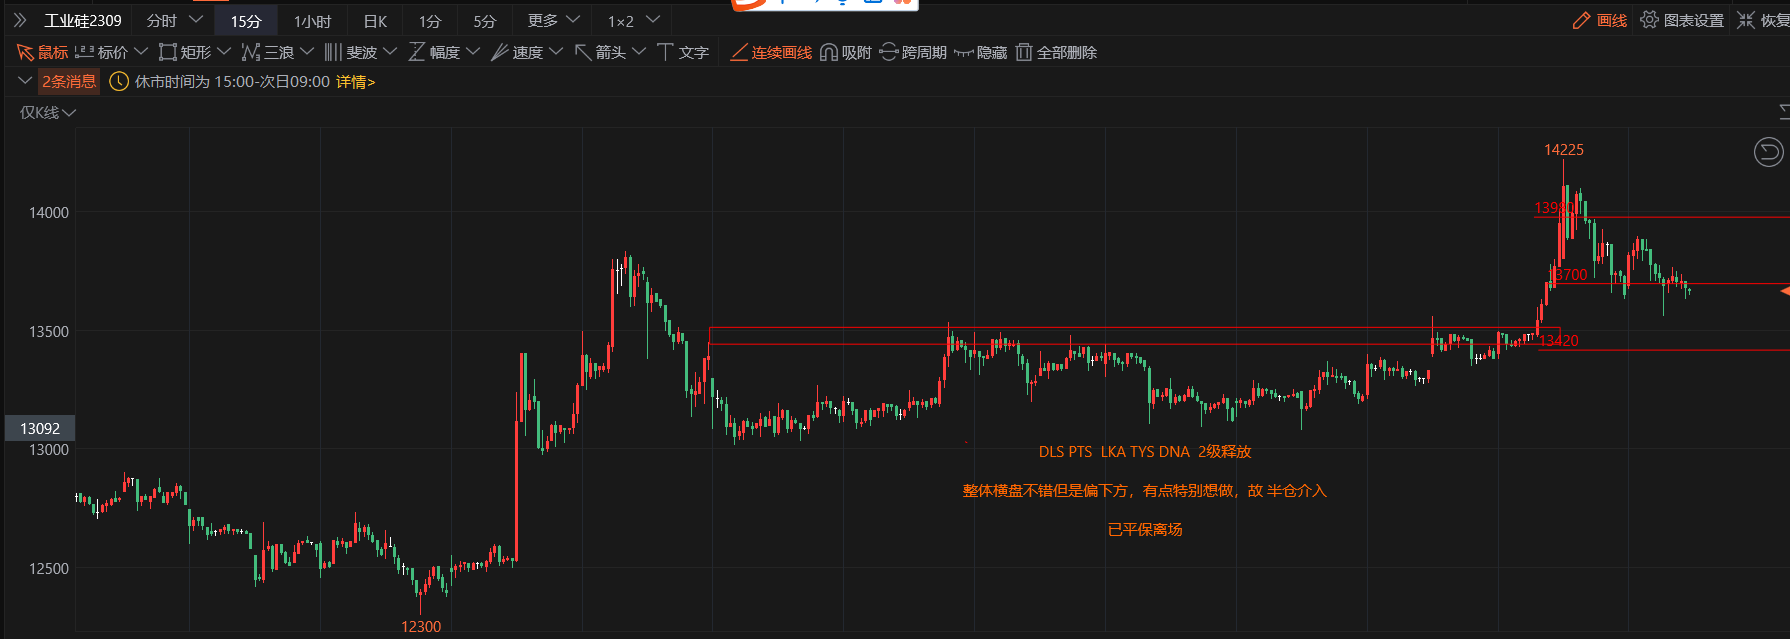 工业硅2309 分时 15分 1小时 日K 1分 5分 更多 1×2 画线 图表设置 恢复
鼠标 标价 矩形 三浪 斐波 幅度 速度 箭头 文字 连续画线 吸附 跨周期 隐藏 全部删除
2条消息 休市时间为 15:00-次日09:00 详情>
仅K线
14225
14000
13980
13700
13500
13420
13092
13000
DLS PTS LKA TYS DNA 2级释放
整体横盘不错但是偏下方，有点特别想做，故 半仓介入
已平保离场
12500
12300